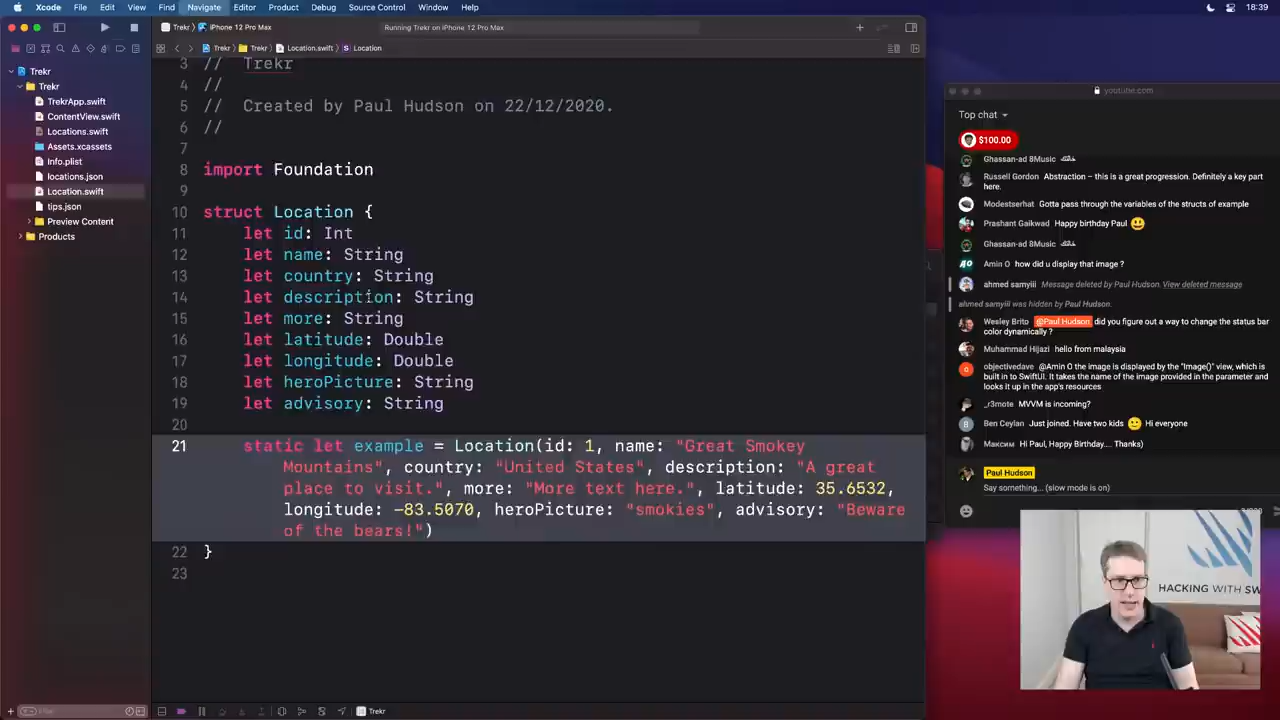 Xcode File Edit View Find Navigate Editor Product Debug Source Control Window Help
18:39
Trekr iPhone 12 Pro Max
Running Trekr on iPhone 12 Pro Max
Trekr Trekr Location.swift S Location
Trekr
Trekr
TrekrApp.swift
ContentView.swift
Locations.swift
Assets.xcassets
Info.plist
locations.json
Location.swift
tips.json
Preview Content
Products
3 // Trekr
4 //
5 // Created by Paul Hudson on 22/12/2020.
6 //
7
8 import Foundation
9
10 struct Location {
11 let id: Int
12 let name: String
13 let country: String
14 let description: String
15 let more: String
16 let latitude: Double
17 let longitude: Double
18 let heroPicture: String
19 let advisory: String
20
21 static let example = Location(id: 1, name: "Great Smokey
Mountains", country: "United States", description: "A great
place to visit.", more: "More text here.", latitude: 35.6532,
longitude: -83.5070, heroPicture: "smokies", advisory: "Beware
of the bears!")
22 }
23
Trekr
youtube.com
Top chat
$100.00
Ghassan-ad 8Music
Russell Gordon Abstraction – this is a great progression. Definitely a key part
here.
Modestserhat Gotta pass through the variables of the structs of example
Prashant Gaikwad Happy birthday Paul
Ghassan-ad 8Music
Amin O how did u display that image ?
ahmed samyiii Message deleted by Paul Hudson. View deleted message
ahmed samyiii was hidden by Paul Hudson.
Wesley Brito @Paul Hudson did you figure out a way to change the status bar
color dynamically ?
Muhammad Hijazi hello from malaysia
objectivedave @Amin O the image is displayed by the "Image()" view, which is
built in to SwiftUI. It takes the name of the image provided in the parameter and
looks it up in the app's resources
_r3mote MVVM is incoming?
Ben Ceylan Just joined. Have two kids Hi everyone
Максим Hi Paul, Happy Birthday.... Thanks)
Paul Hudson
Say something... (slow mode is on)
HACKING WITH SW